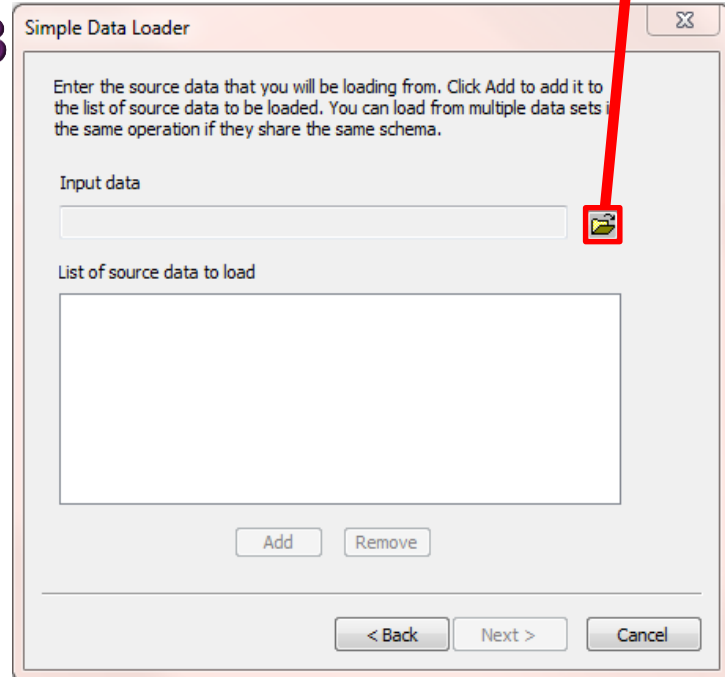 3
Simple Data Loader
Enter the source data that you will be loading from. Click Add to add it to
the list of source data to be loaded. You can load from multiple data sets i
the same operation if they share the same schema.
Input data
List of source data to load
Add Remove
< Back Next > Cancel